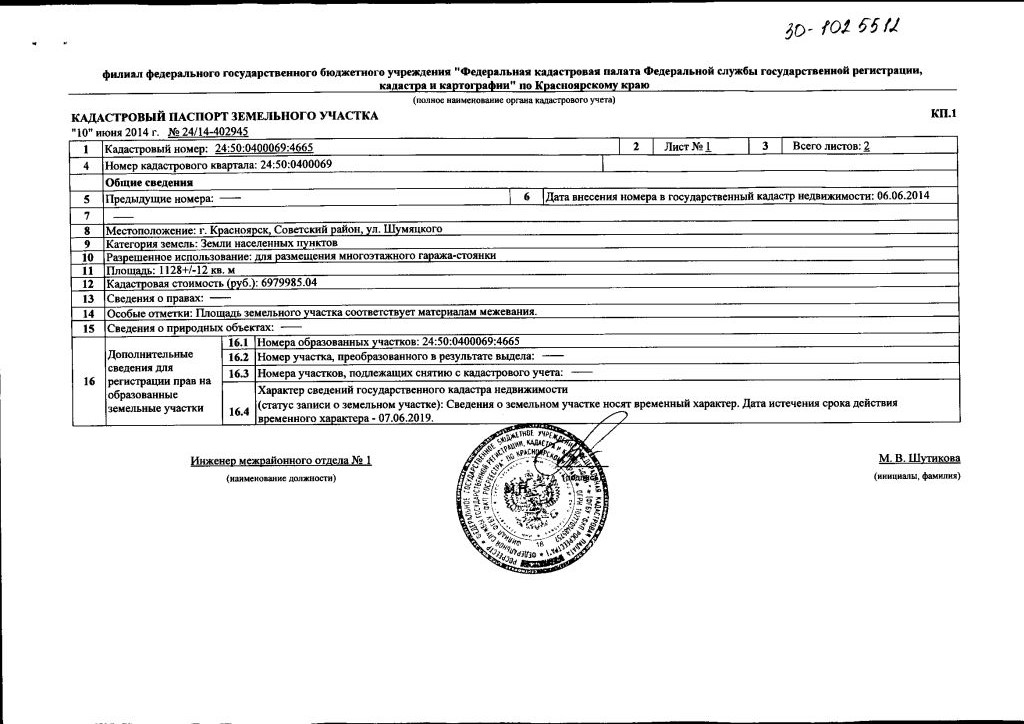 30-1025512
филиал федерального государственного бюджетного учреждения "Федеральная кадастровая палата Федеральной службы государственной регистрации,
кадастра и картографии" по Красноярскому краю
(полное наименование органа кадастрового учета)
КАДАСТРОВЫЙ ПАСПОРТ ЗЕМЕЛЬНОГО УЧАСТКА КП.1
"10" июня 2014 г. № 24/14-402945
1 Кадастровый номер: 24:50:0400069:4665 2 Лист № 1 3 Всего листов: 2
4 Номер кадастрового квартала: 24:50:0400069
Общие сведения
5 Предыдущие номера: —— 6 Дата внесения номера в государственный кадастр недвижимости: 06.06.2014
7 ——
8 Местоположение: г. Красноярск, Советский район, ул. Шумяцкого
9 Категория земель: Земли населенных пунктов
10 Разрешенное использование: для размещения многоэтажного гаража-стоянки
11 Площадь: 1128+/-12 кв. м
12 Кадастровая стоимость (руб.): 6979985.04
13 Сведения о правах: ——
14 Особые отметки: Площадь земельного участка соответствует материалам межевания.
15 Сведения о природных объектах: ——
16 Дополнительные
сведения для
регистрации прав на
образованные
земельные участки
16.1 Номера образованных участков: 24:50:0400069:4665
16.2 Номер участка, преобразованного в результате выдела: ——
16.3 Номера участков, подлежащих снятию с кадастрового учета: ——
16.4 Характер сведений государственного кадастра недвижимости
(статус записи о земельном участке): Сведения о земельном участке носят временный характер. Дата истечения срока действия
временного характера - 07.06.2019.
Инженер межрайонного отдела № 1 М. В. Шутикова
(наименование должности) (инициалы, фамилия)
М.П.